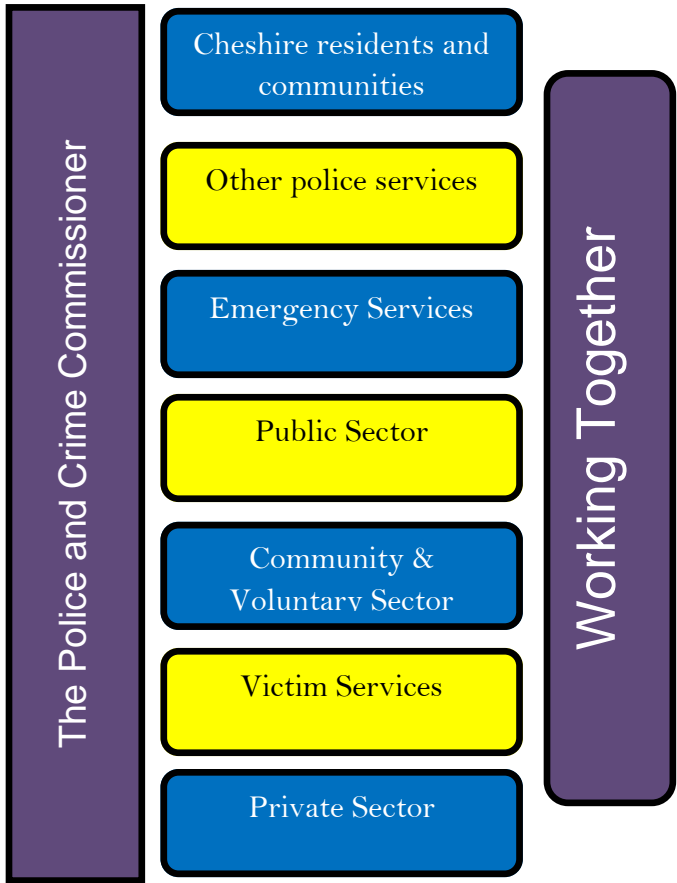 The Police and Crime Commissioner
Cheshire residents and
communities
Other police services
Emergency Services
Public Sector
Community &
Voluntary Sector
Victim Services
Private Sector
Working Together